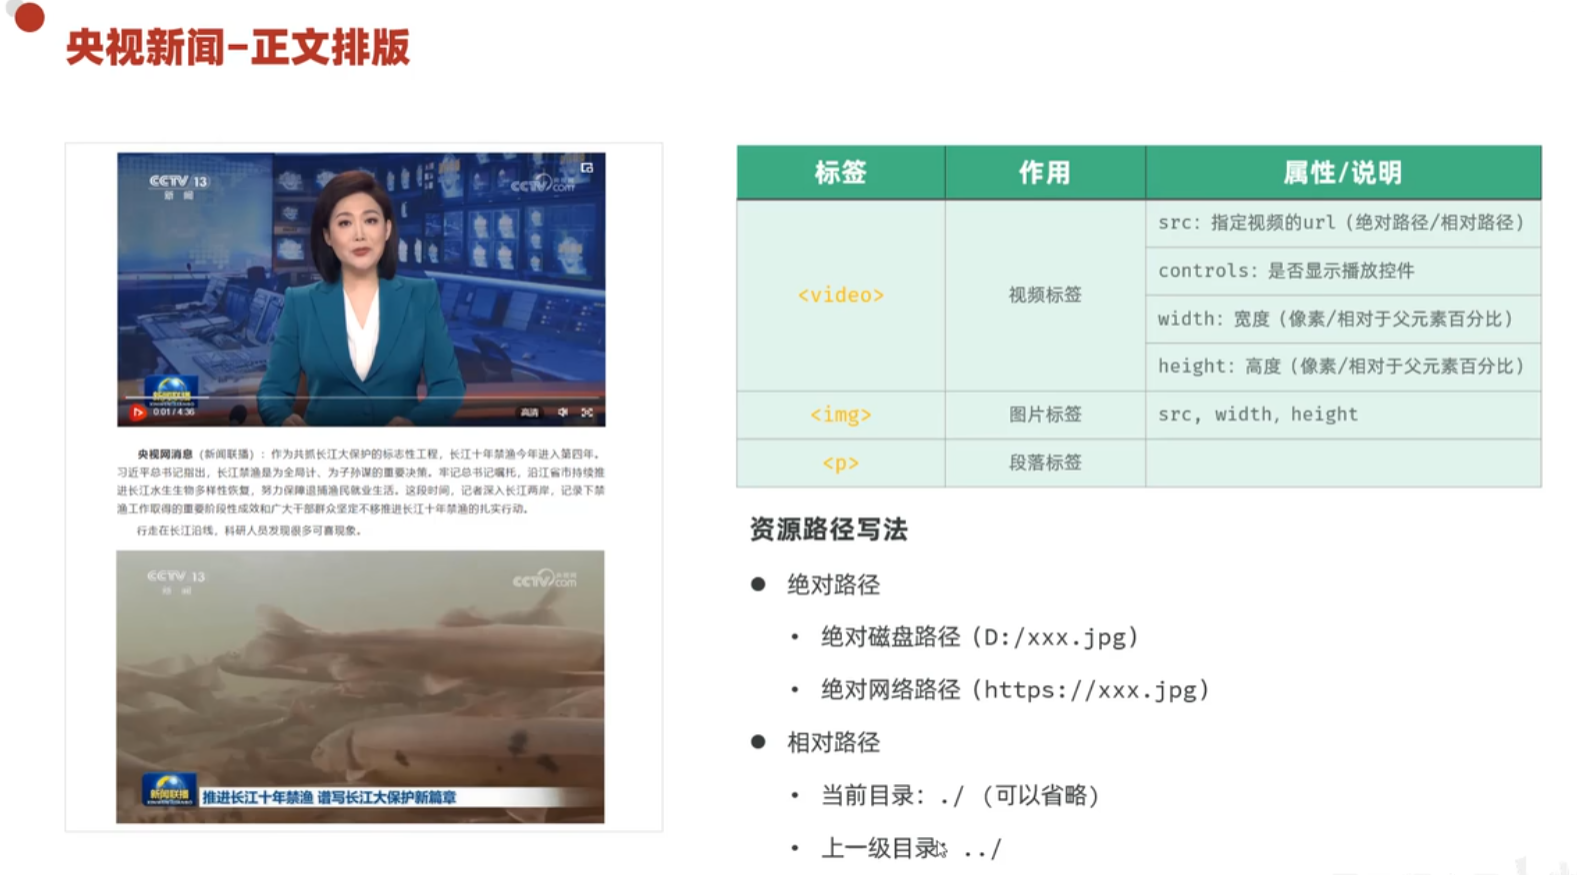 央视新闻-正文排版
CCTV 13
新闻
CCTV.com
新闻联播
0:01 / 4:36
高清
央视网消息（新闻联播）：作为共抓长江大保护的标志性工程，长江十年禁渔今年进入第四年。
习近平总书记指出，长江禁渔是为全局计、为子孙谋的重要决策。牢记总书记嘱托，沿江省市持续推
进长江水生生物多样性恢复，努力保障退捕渔民就业生活。这段时间，记者深入长江两岸，记录下禁
渔工作取得的重要阶段性成效和广大干部群众坚定不移推进长江十年禁渔的扎实行动。
行走在长江沿线，科研人员发现很多可喜现象。
CCTV 13
CCTV.com
新闻联播
推进长江十年禁渔 谱写长江大保护新篇章
标签 作用 属性/说明
<video> 视频标签 src: 指定视频的url（绝对路径/相对路径）
controls: 是否显示播放控件
width: 宽度（像素/相对于父元素百分比）
height: 高度（像素/相对于父元素百分比）
<img> 图片标签 src, width, height
<p> 段落标签
资源路径写法
● 绝对路径
• 绝对磁盘路径（D:/xxx.jpg）
• 绝对网络路径（https://xxx.jpg）
● 相对路径
• 当前目录: ./ （可以省略）
• 上一级目录: ../